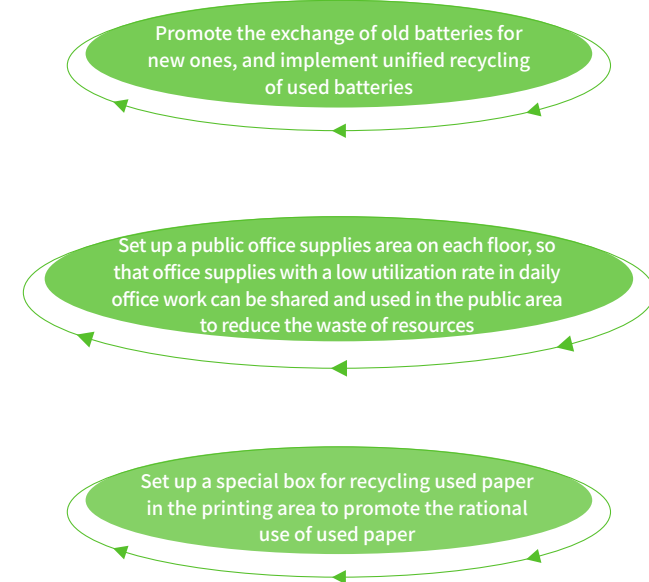 Promote the exchange of old batteries for
new ones, and implement unified recycling
of used batteries
Set up a public office supplies area on each floor, so
that office supplies with a low utilization rate in daily
office work can be shared and used in the public area
to reduce the waste of resources
Set up a special box for recycling used paper
in the printing area to promote the rational
use of used paper